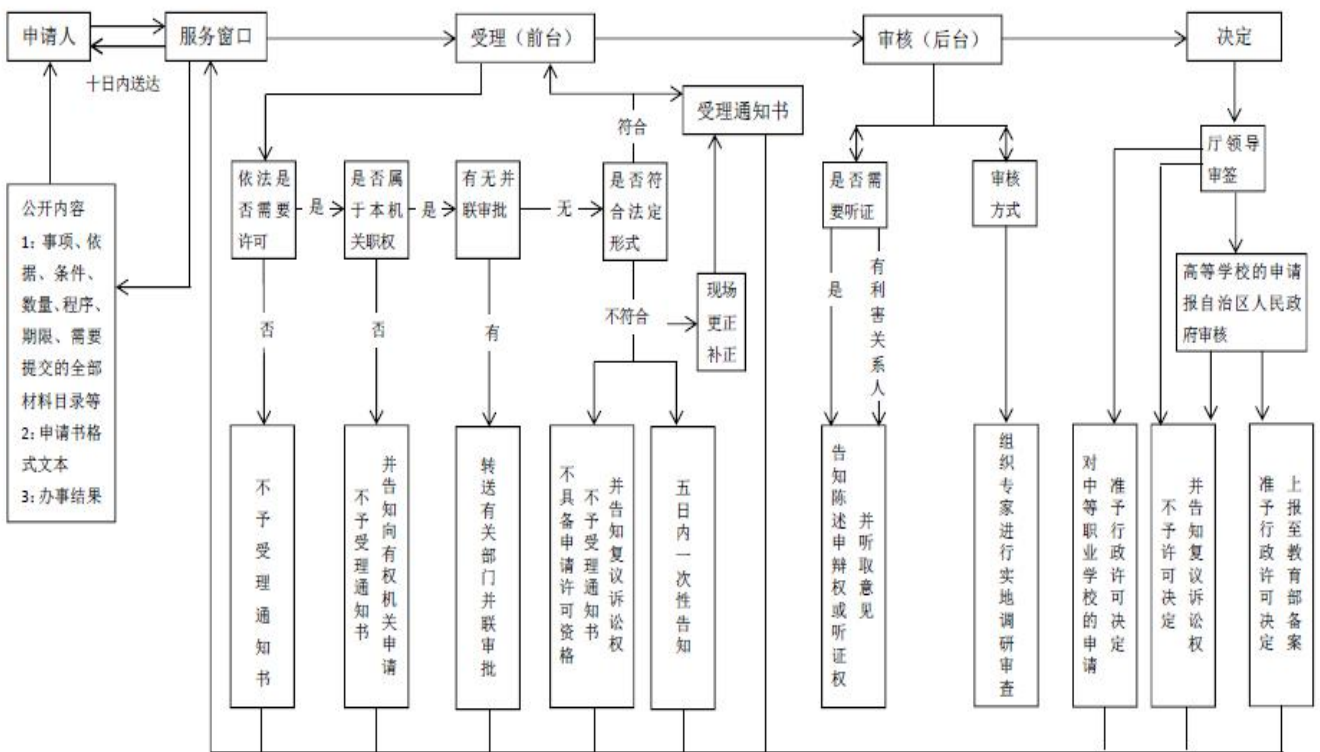 申请人
服务窗口
受理（前台）
审核（后台）
决定
十日内送达
受理通知书
符合
厅领导
审签
公开内容
1：事项、依
据、条件、
数量、程序、
期限、需要
提交的全部
材料目录等
2：申请书格
式文本
3：办事结果
依法是
否需要
许可
是
是否属
于本机
关职权
是
有无并
联审批
无
是否符
合法定
形式
是否需
要听证
审核
方式
高等学校的申请
报自治区人民政
府审核
现场
更正
补正
否
否
有
不符合
是
有利害关系人
不予受理通知书
并告知向有权机关申请
不予受理通知书
转送有关部门并联审批
并告知复议诉讼权
不予受理通知书
不具备申请许可资格
五日内一次性告知
并听取意见
告知陈述申辩权或听证权
组织专家进行实地调研审查
准予行政许可决定
对中等职业学校的申请
并告知复议诉讼权
不予许可决定
上报至教育部备案
准予行政许可决定